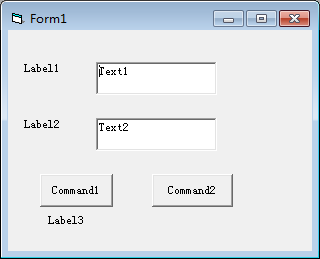 Form1
Label1
Text1
Label2
Text2
Command1
Command2
Label3